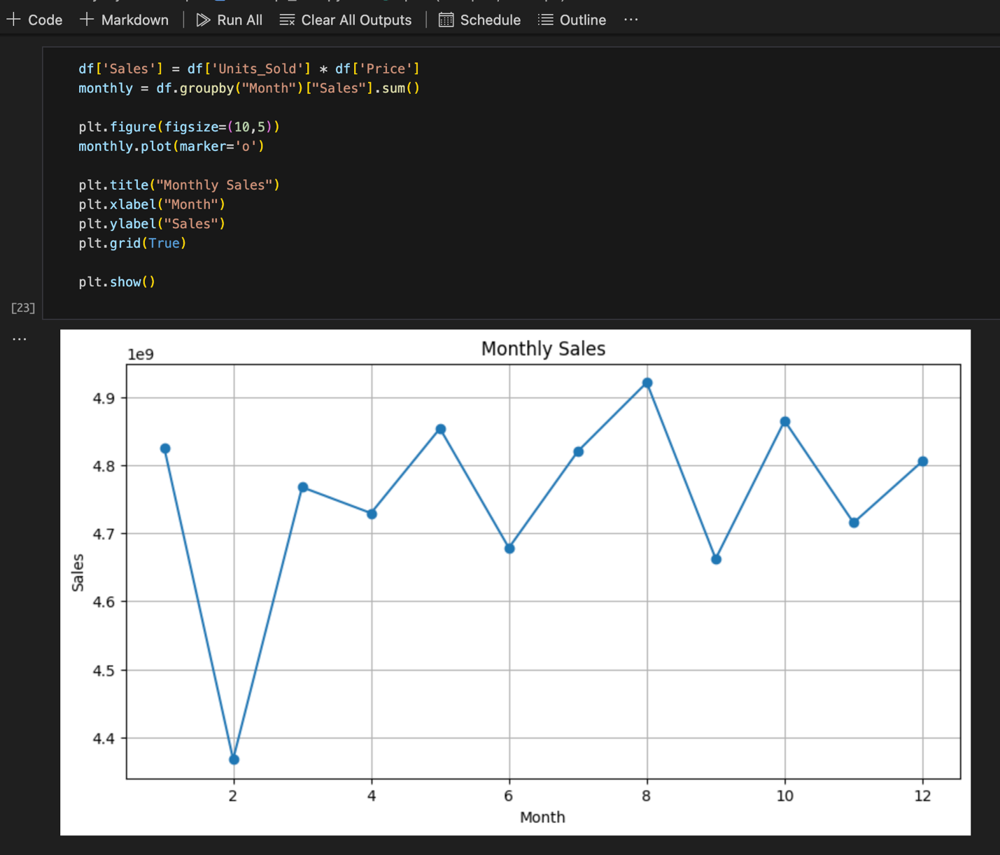 Code Markdown Run All Clear All Outputs Schedule Outline ...
df['Sales'] = df['Units_Sold'] * df['Price']
monthly = df.groupby("Month")["Sales"].sum()
plt.figure(figsize=(10,5))
monthly.plot(marker='o')
plt.title("Monthly Sales")
plt.xlabel("Month")
plt.ylabel("Sales")
plt.grid(True)
plt.show()
[23]
...
Monthly Sales
1e9
4.9
4.8
4.7
4.6
4.5
4.4
Sales
2 4 6 8 10 12
Month